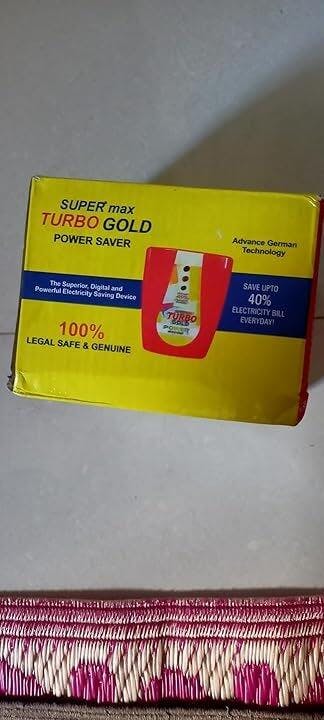 SUPER max
TURBO GOLD
POWER SAVER
Advance German
Technology
The Superior, Digital and
Powerful Electricity Saving Device
SAVE UPTO
40%
ELECTRICITY BILL
EVERYDAY!
100%
LEGAL SAFE & GENUINE
TURBO
GOLD
POWER